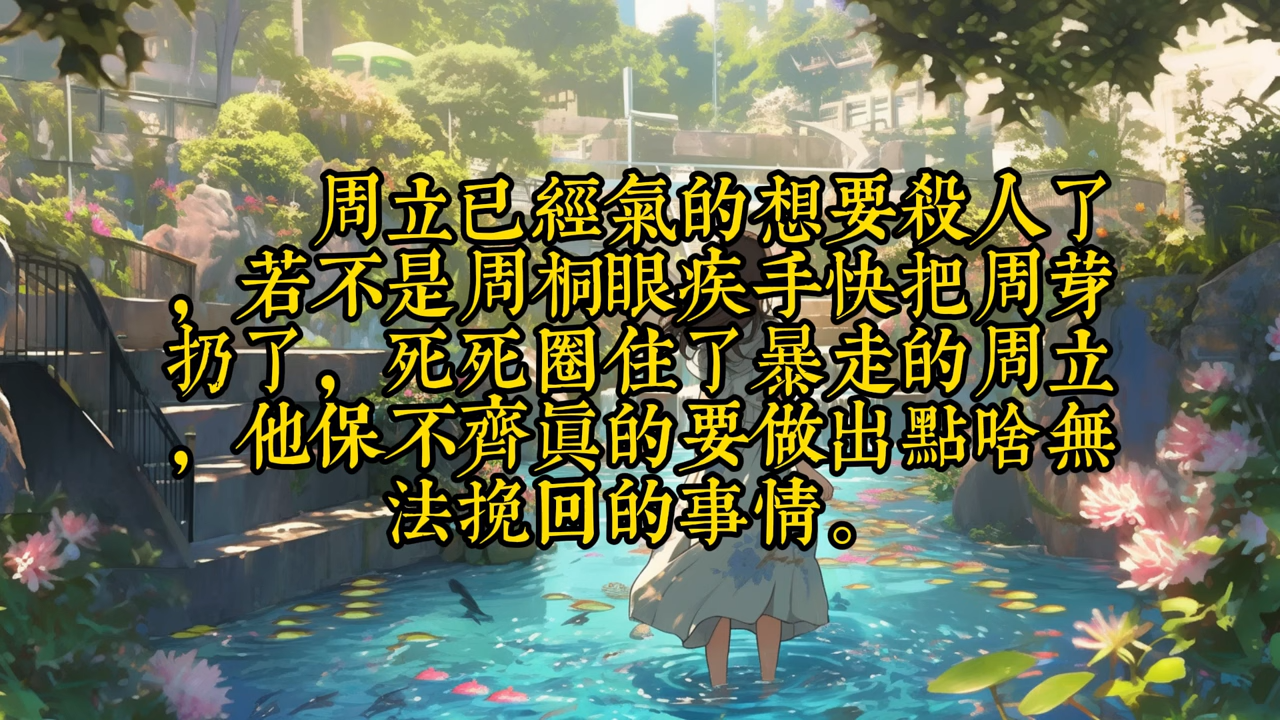 周立已經氣的想要殺人了
，若不是周桐眼疾手快把周芽
扔了，死死圈住了暴走的周立
，他保不齊眞的要做出點啥無
法挽回的事情。